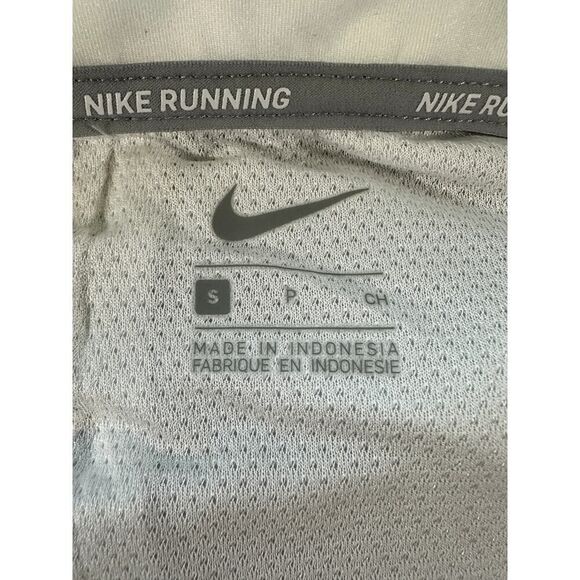 NIKE RUNNING NIKE RU
S P CH
MADE IN INDONESIA
FABRIQUE EN INDONESIE